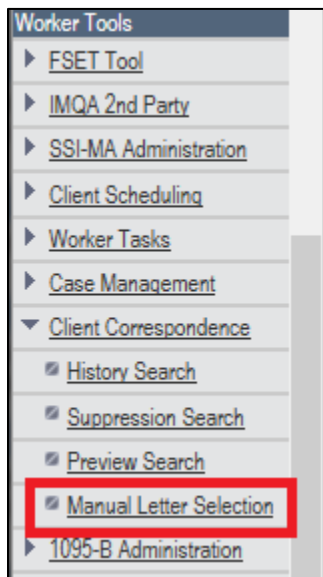 Worker Tools
FSET Tool
IMQA 2nd Party
SSI-MA Administration
Client Scheduling
Worker Tasks
Case Management
Client Correspondence
History Search
Suppression Search
Preview Search
Manual Letter Selection
1095-B Administration